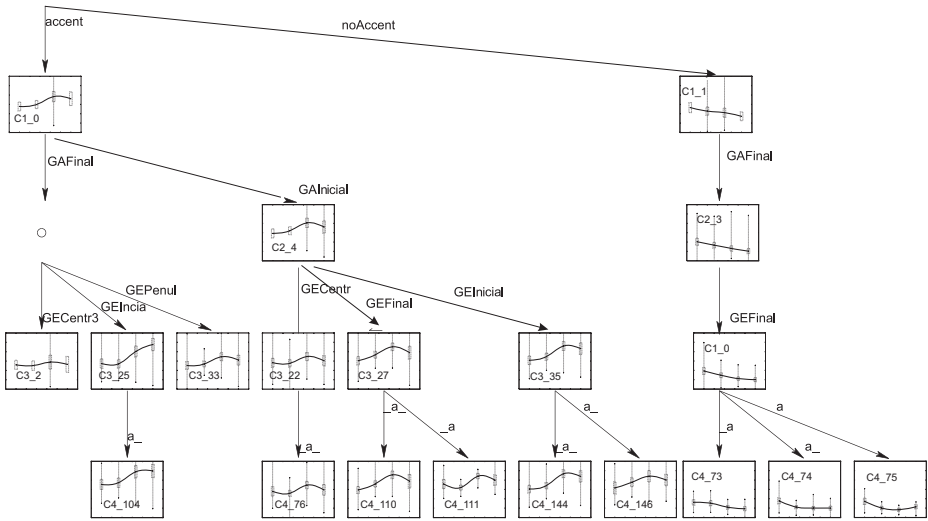 accent
noAccent
C1_0
C1_1
GAFinal
GAInicial
GAFinal
C2_4
C2_3
GECentr3
GEIncia
GEPenul
GECentr
GEFinal
GEInicial
GEFinal
C3_2
C3_25
C3_33
C3_22
C3_27
C3_35
C1_0
a_
_a_
_a_
_a
_a_
a_
_a
a_
a
C4_104
C4_76
C4_110
C4_111
C4_144
C4_146
C4_73
C4_74
C4_75